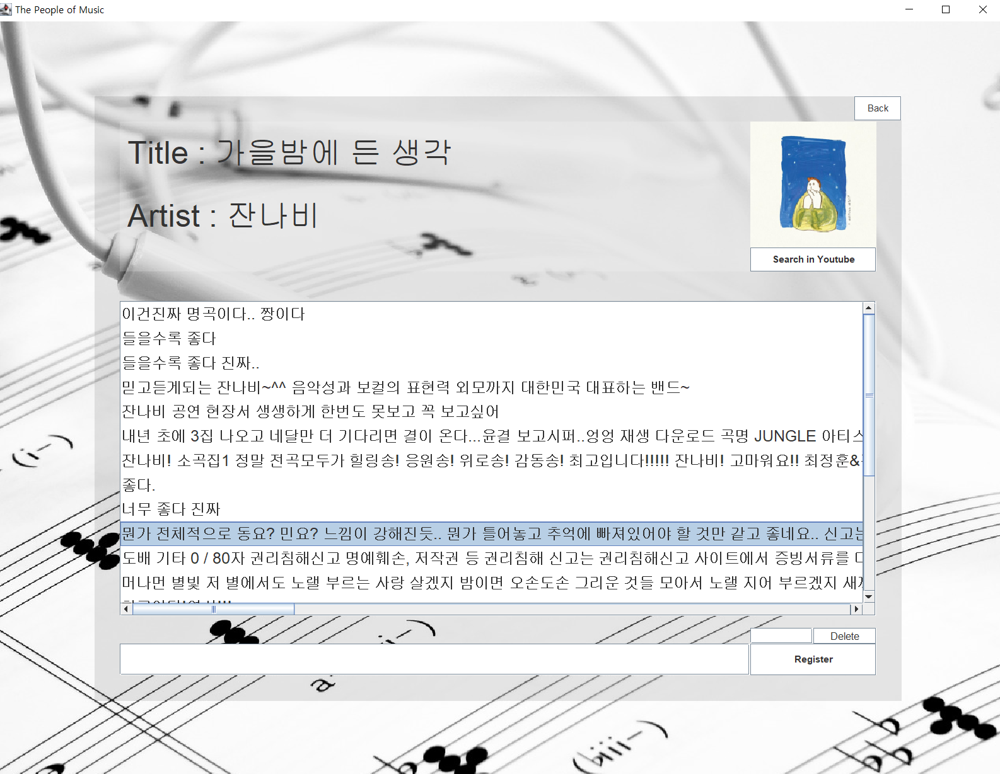 The People of Music
Back
Title : 가을밤에 든 생각
Artist : 잔나비
Search in Youtube
이건진짜 명곡이다.. 짱이다
들을수록 좋다
들을수록 좋다 진짜..
믿고듣게되는 잔나비~^^ 음악성과 보컬의 표현력 외모까지 대한민국 대표하는 밴드~
잔나비 공연 현장서 생생하게 한번도 못보고 꼭 보고싶어
내년 초에 3집 나오고 네달만 더 기다리면 결이 온다...윤결 보고시퍼..엉엉 재생 다운로드 곡명 JUNGLE 아티스
잔나비! 소곡집1 정말 전곡모두가 힐링송! 응원송! 위로송! 감동송! 최고입니다!!!!! 잔나비! 고마워요!! 최정훈&
좋다.
너무 좋다 진짜
뭔가 전체적으로 동요? 민요? 느낌이 강해진듯.. 뭔가 틀어놓고 추억에 빠져있어야 할 것만 같고 좋네요.. 신고는
도배 기타 0 / 80자 권리침해신고 명예훼손, 저작권 등 권리침해 신고는 권리침해신고 사이트에서 증빙서류를
머나먼 별빛 저 별에서도 노랠 부르는 사랑 살겠지 밤이면 오손도손 그리운 것들 모아서 노랠 지어 부르겠지
Delete
Register
(biii–)
(i–)